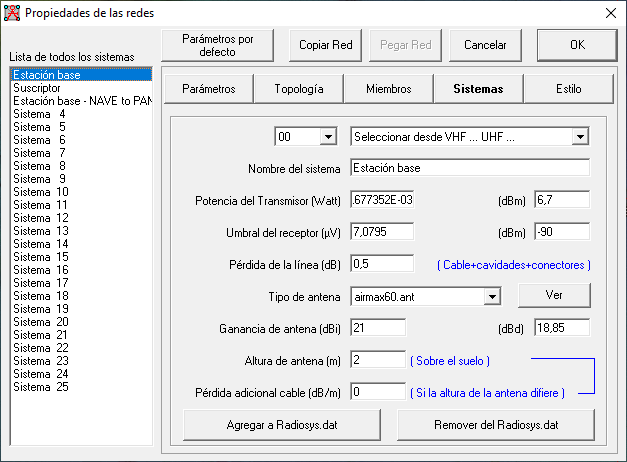 Propiedades de las redes
Parámetros por defecto
Copiar Red
Pegar Red
Cancelar
OK
Lista de todos los sistemas
Estación base
Suscriptor
Estación base - NAVE to PAN
Sistema 4
Sistema 5
Sistema 6
Sistema 7
Sistema 8
Sistema 9
Sistema 10
Sistema 11
Sistema 12
Sistema 13
Sistema 14
Sistema 15
Sistema 16
Sistema 17
Sistema 18
Sistema 19
Sistema 20
Sistema 21
Sistema 22
Sistema 23
Sistema 24
Sistema 25
Parámetros
Topología
Miembros
Sistemas
Estilo
00
Seleccionar desde VHF ... UHF ...
Nombre del sistema Estación base
Potencia del Transmisor (Watt) .677352E-03 (dBm) 6,7
Umbral del receptor (µV) 7,0795 (dBm) -90
Pérdida de la línea (dB) 0,5 ( Cable+cavidades+conectores )
Tipo de antena airmax60.ant Ver
Ganancia de antena (dBi) 21 (dBd) 18,85
Altura de antena (m) 2 ( Sobre el suelo )
Pérdida adicional cable (dB/m) 0 ( Si la altura de la antena difiere )
Agregar a Radiosys.dat
Remover del Radiosys.dat